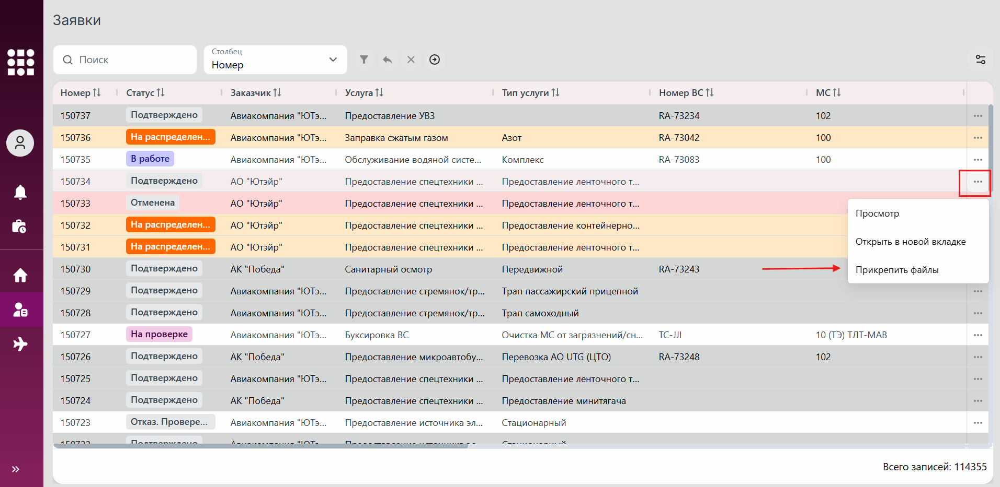 Заявки
Поиск
Столбец
Номер
Номер Статус Заказчик Услуга Тип услуги Номер ВС МС
150737 Подтверждено Авиакомпания "ЮТэ... Предоставление УВЗ RA-73234 102
150736 На распределен... Авиакомпания "ЮТэ... Заправка сжатым газом Азот RA-73042 100
150735 В работе Авиакомпания "ЮТэ... Обслуживание водяной систе... Комплекс RA-73083 100
150734 Подтверждено АО "Ютэйр" Предоставление спецтехники ... Предоставление ленточного т...
150733 Отменена АО "Ютэйр" Предоставление спецтехники ... Предоставление ленточного т...
Просмотр
150732 На распределен... АО "Ютэйр" Предоставление спецтехники ... Предоставление контейнерно...
Открыть в новой вкладке
150731 На распределен... АО "Ютэйр" Предоставление спецтехники ... Предоставление ленточного т...
150730 Подтверждено АК "Победа" Санитарный осмотр Передвижной RA-73243
Прикрепить файлы
150729 Подтверждено Авиакомпания "ЮТэ... Предоставление стремянок/тр... Трап пассажирский прицепной
150728 Подтверждено Авиакомпания "ЮТэ... Предоставление стремянок/тр... Трап самоходный
150727 На проверке Авиакомпания "ЮТэ... Буксировка ВС Очистка МС от загрязнений/сн... TC-JJI 10 (ТЭ) ТЛТ-МАВ
150726 Подтверждено АК "Победа" Предоставление микроавтобу... Перевозка АО UTG (ЦТО) RA-73248 102
150725 Подтверждено Авиакомпания "ЮТэ... Предоставление спецтехники ... Предоставление ленточного т...
150724 Подтверждено АК "Победа" Предоставление спецтехники ... Предоставление минитягача
150723 Отказ. Провере... Авиакомпания "ЮТэ... Предоставление источника эл... Стационарный
150722 Подтверждено Авиакомпания "ЮТэ... Предоставление источника эл... Стационарный
Всего записей: 114355